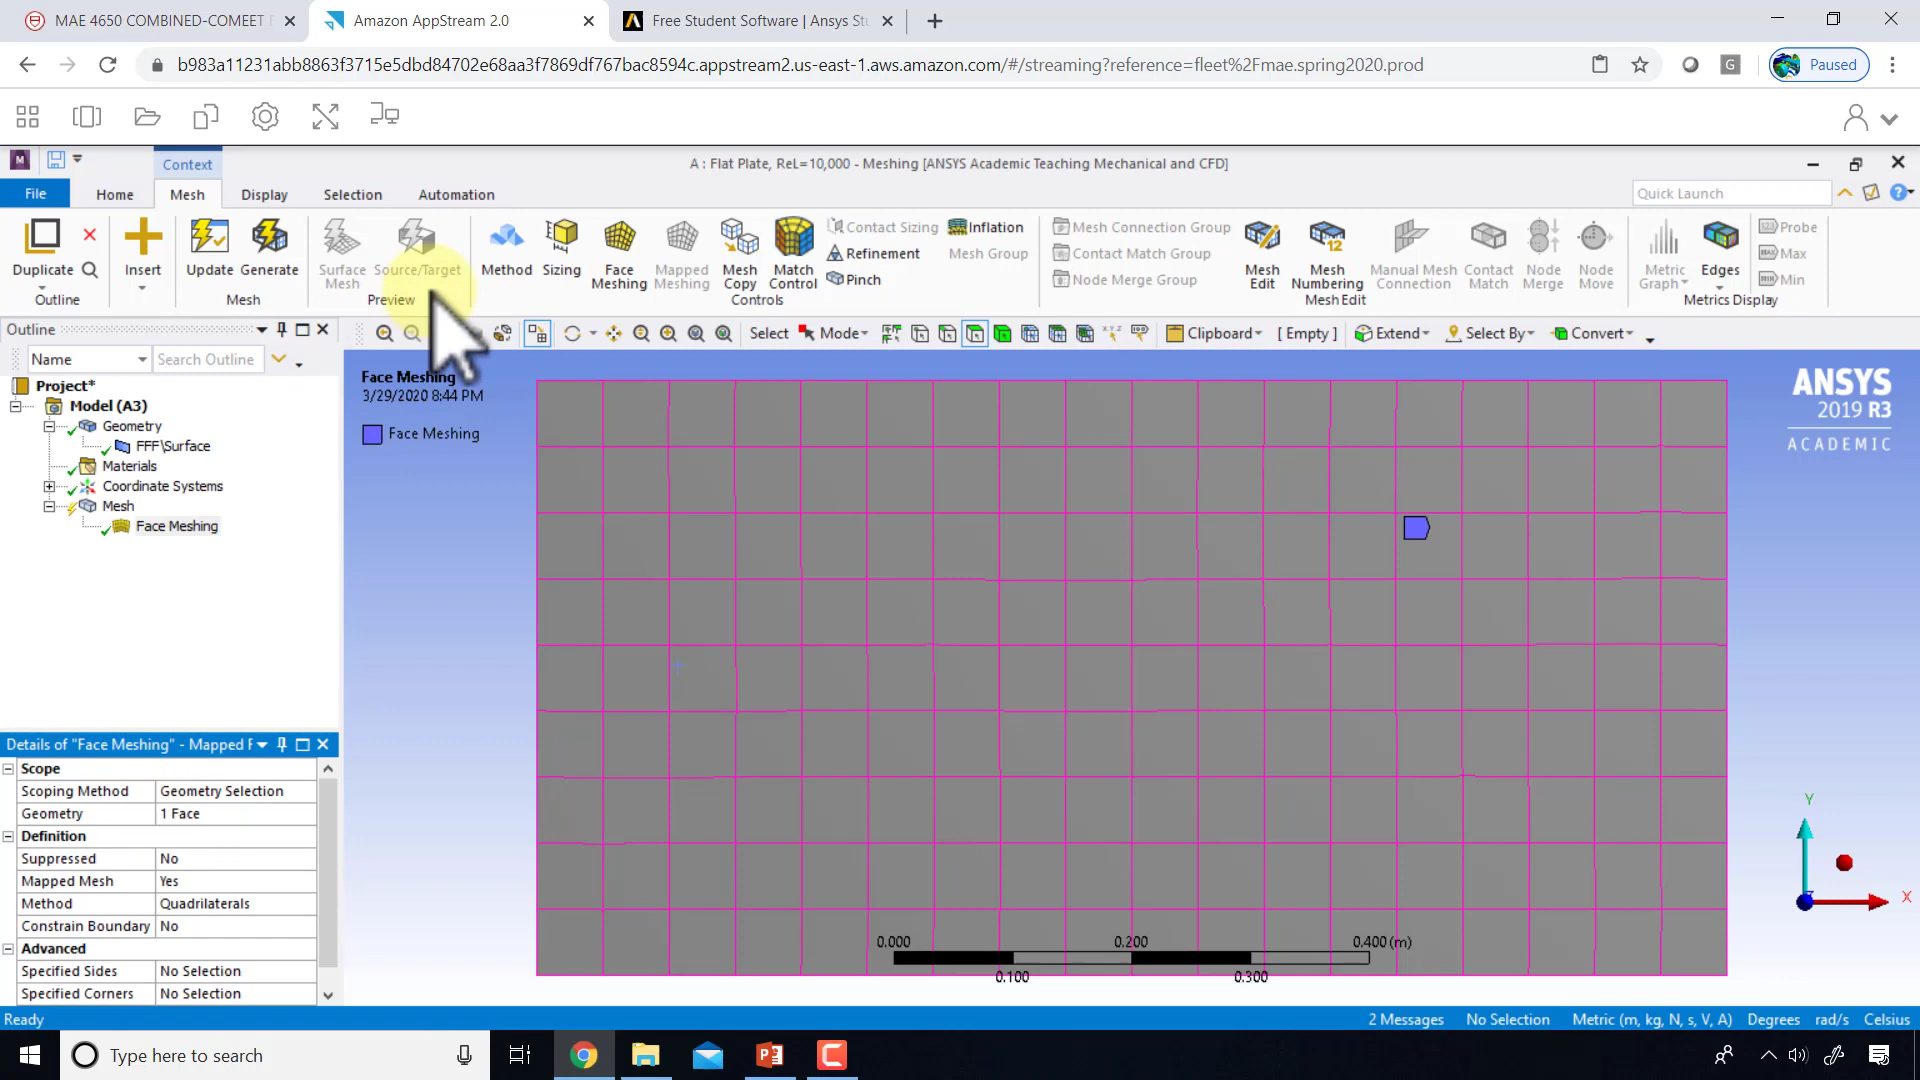 MAE 4650 COMBINED-COMEET
Amazon AppStream 2.0
Free Student Software | Ansys Stu
b983a11231abb8863f3715e5dbd84702e68aa3f7869df767bac8594c.appstream2.us-east-1.aws.amazon.com/#/streaming?reference=fleet%2Fmae.spring2020.prod
G
Paused
M
Context
A : Flat Plate, ReL=10,000 - Meshing [ANSYS Academic Teaching Mechanical and CFD]
File Home Mesh Display Selection Automation
Quick Launch
Duplicate
Outline
Insert
Update
Generate
Mesh
Surface Mesh
Source/Target
Preview
Method
Sizing
Face Meshing
Mapped Meshing
Mesh Copy
Match Control
Contact Sizing
Refinement
Pinch
Inflation
Mesh Group
Controls
Mesh Connection Group
Contact Match Group
Node Merge Group
Mesh Edit
Mesh Numbering
Manual Mesh Connection
Contact Match
Node Merge
Node Move
Mesh Edit
Metric Graph
Edges
Probe
Max
Min
Metrics Display
Outline
Select Mode Clipboard [ Empty ] Extend Select By Convert
Name Search Outline
Project*
Model (A3)
Geometry
FFF\Surface
Materials
Coordinate Systems
Mesh
Face Meshing
Face Meshing
3/29/2020 8:44 PM
Face Meshing
ANSYS
2019 R3
ACADEMIC
Y
X
0.000 0.200 0.400 (m)
0.100 0.300
Details of "Face Meshing" - Mapped F
Scope
Scoping Method Geometry Selection
Geometry 1 Face
Definition
Suppressed No
Mapped Mesh Yes
Method Quadrilaterals
Constrain Boundary No
Advanced
Specified Sides No Selection
Specified Corners No Selection
Ready
2 Messages No Selection Metric (m, kg, N, s, V, A) Degrees rad/s Celsius
Type here to search